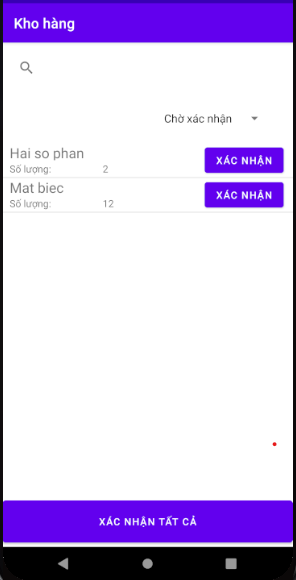 Kho hàng
Chờ xác nhận
Hai so phan
XÁC NHẬN
Số lượng: 2
Mat biec
XÁC NHẬN
Số lượng: 12
XÁC NHẬN TẤT CẢ